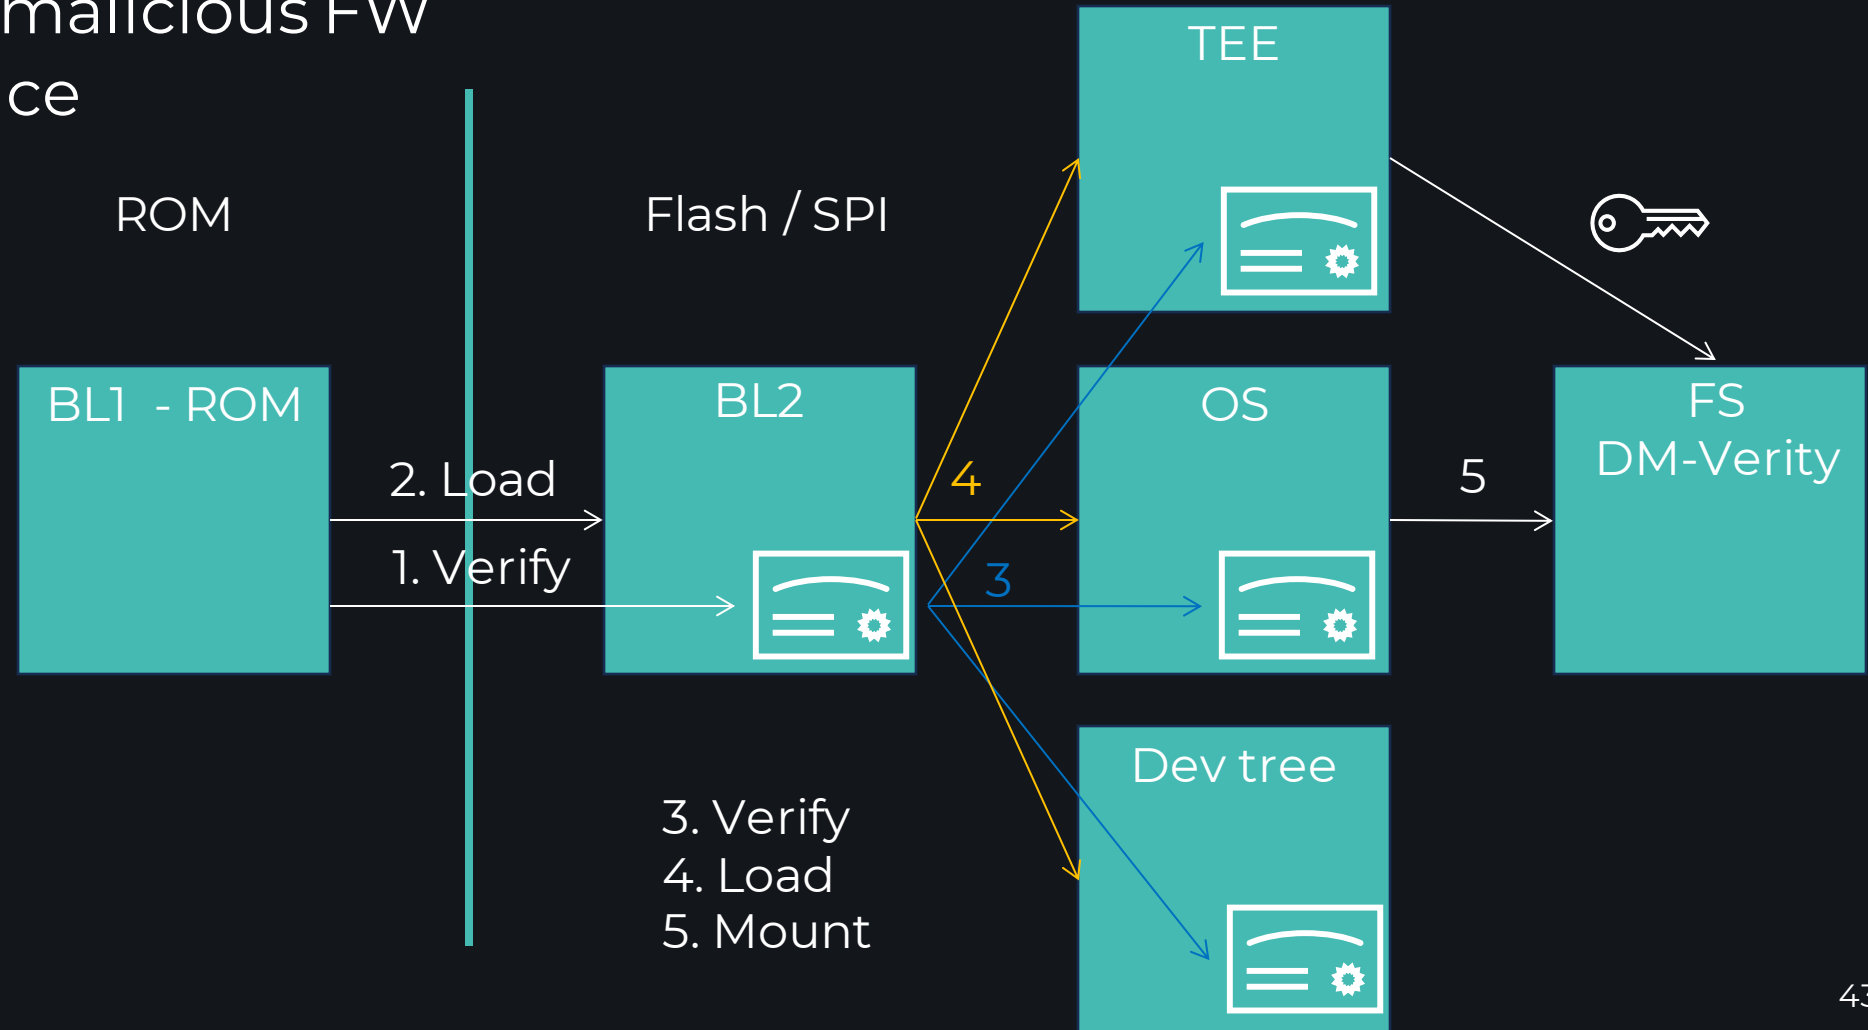 malicious FW
ce
ROM
Flash / SPI
TEE
BL1 - ROM
BL2
OS
FS
DM-Verity
2. Load
1. Verify
4
3
5
Dev tree
3. Verify
4. Load
5. Mount
43